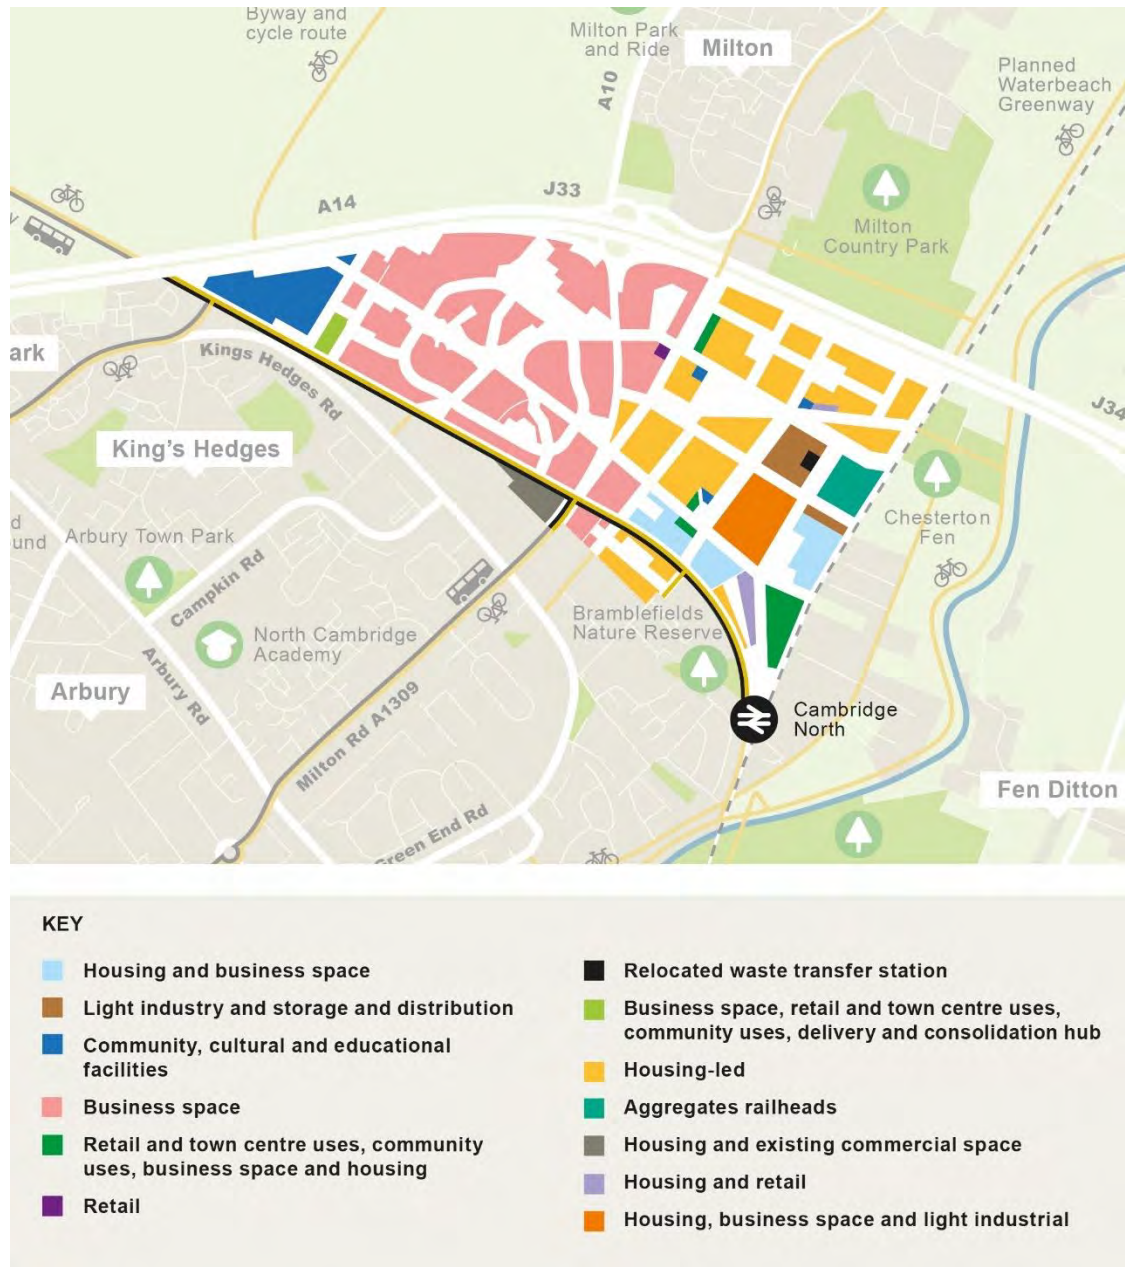 Byway and
cycle route
Milton Park
and Ride
Milton
A10
Planned
Waterbeach
Greenway
J33
A14
Milton
Country Park
ark
Kings Hedges Rd
J34
King's Hedges
Chesterton
Fen
d
und
Arbury Town Park
Campkin Rd
North Cambridge
Academy
Bramblefields
Nature Reserve
Arbury
Arbury Rd
Milton Rd A1309
Cambridge
North
Fen Ditton
Green End Rd
KEY
Housing and business space
Light industry and storage and distribution
Community, cultural and educational
facilities
Business space
Retail and town centre uses, community
uses, business space and housing
Retail
Relocated waste transfer station
Business space, retail and town centre uses,
community uses, delivery and consolidation hub
Housing-led
Aggregates railheads
Housing and existing commercial space
Housing and retail
Housing, business space and light industrial